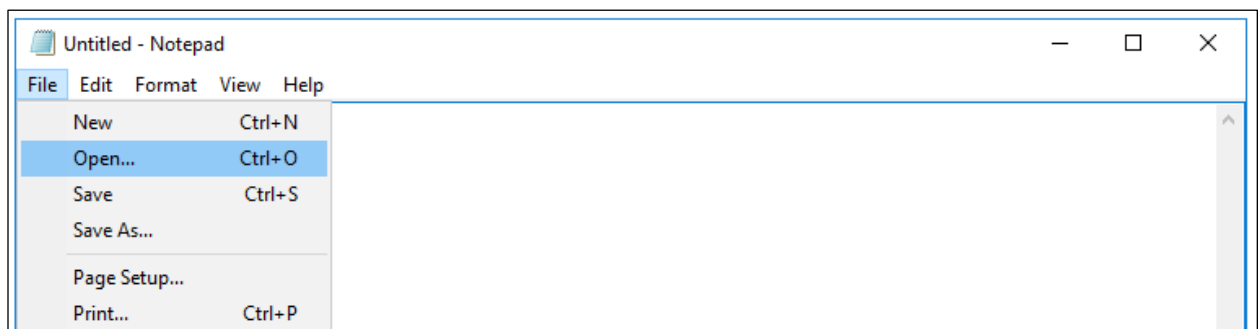 Untitled - Notepad
File Edit Format View Help
New Ctrl+N
Open... Ctrl+O
Save Ctrl+S
Save As...
Page Setup...
Print... Ctrl+P